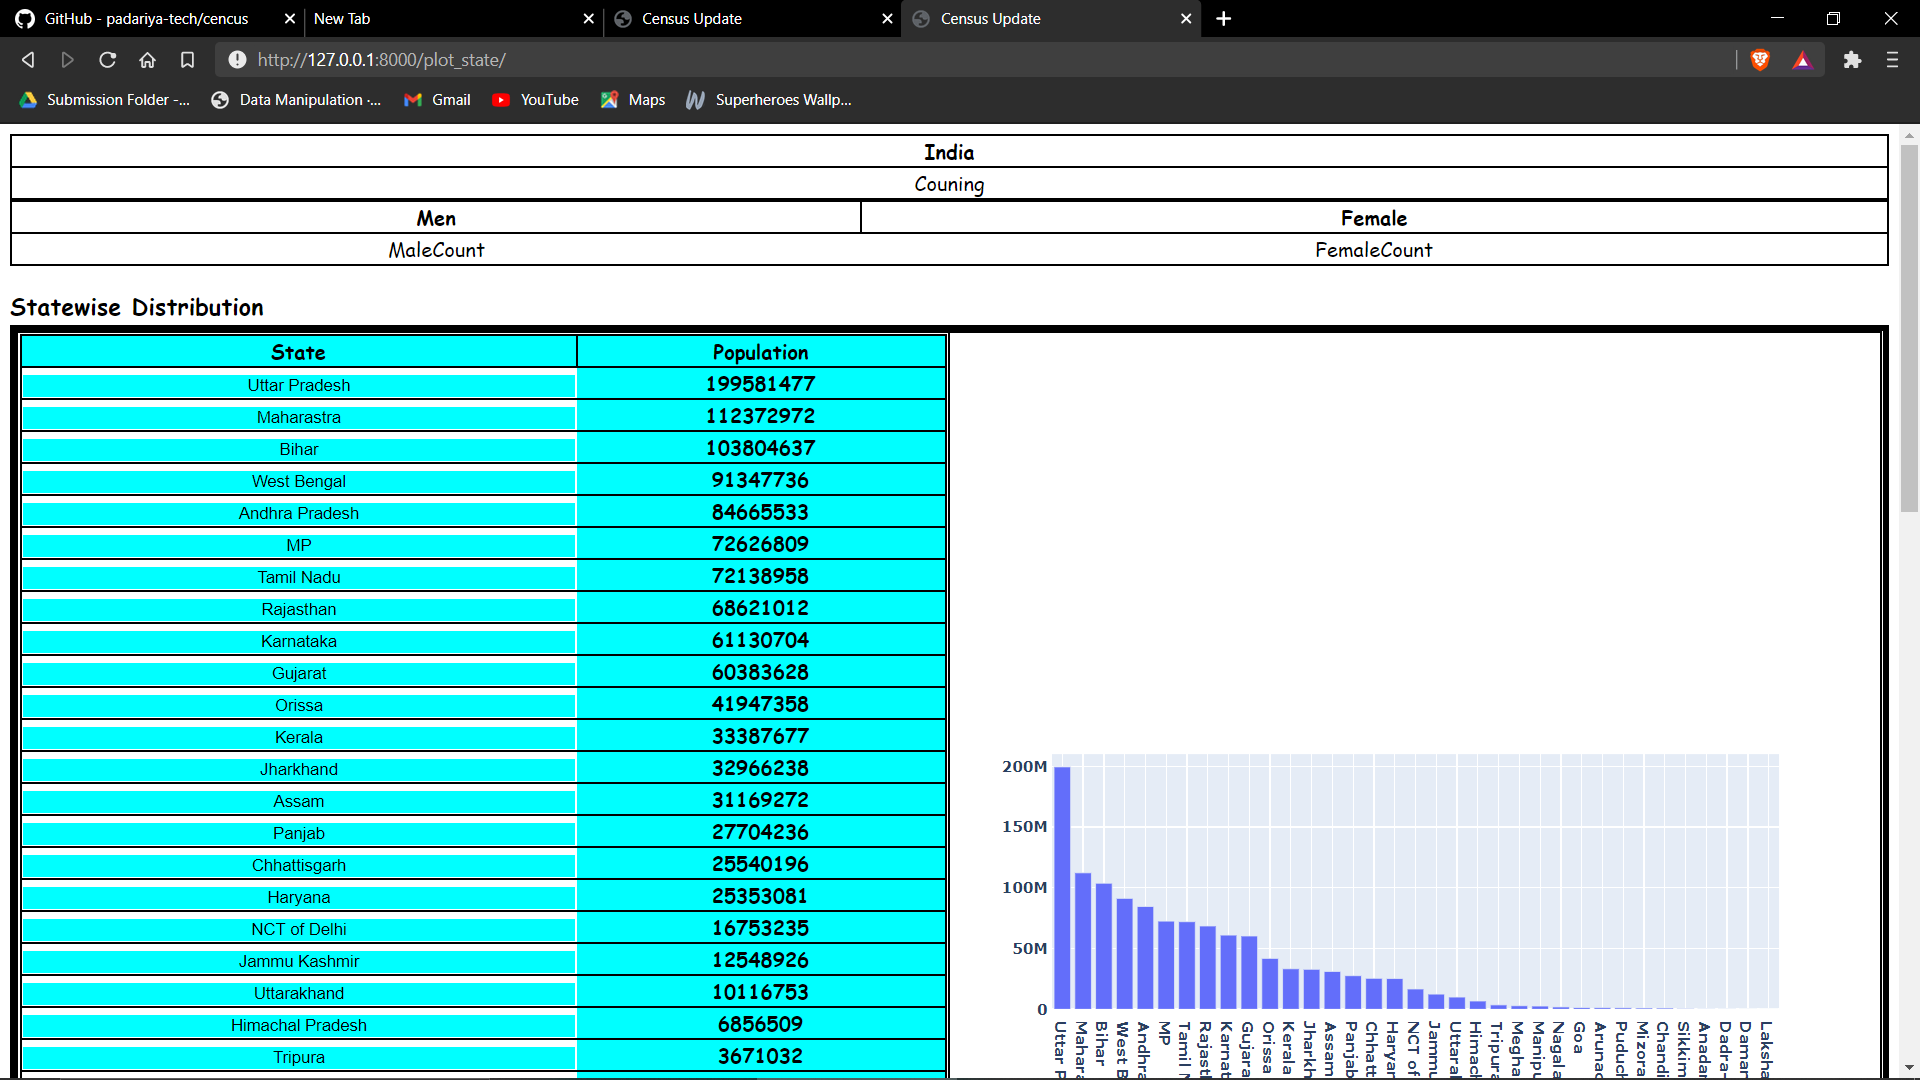 GitHub - padariya-tech/cencus
New Tab
Census Update
Census Update
http://127.0.0.1:8000/plot_state/
Submission Folder -...
Data Manipulation -...
Gmail
YouTube
Maps
Superheroes Wallp...
India
Couning
Men Female
MaleCount FemaleCount
Statewise Distribution
State Population
Uttar Pradesh 199581477
Maharastra 112372972
Bihar 103804637
West Bengal 91347736
Andhra Pradesh 84665533
MP 72626809
Tamil Nadu 72138958
Rajasthan 68621012
Karnataka 61130704
Gujarat 60383628
Orissa 41947358
Kerala 33387677
Jharkhand 32966238
Assam 31169272
Panjab 27704236
Chhattisgarh 25540196
Haryana 25353081
NCT of Delhi 16753235
Jammu Kashmir 12548926
Uttarakhand 10116753
Himachal Pradesh 6856509
Tripura 3671032
200M
150M
100M
50M
0
Uttar P
Mahara
Bihar
West B
Andhra
MP
Tamil N
Rajasth
Karnat
Gujara
Orissa
Kerala
Jharkh
Assam
Panjab
Chhatt
Haryan
NCT of
Jammu
Uttaral
Himach
Tripura
Megha
Manipu
Nagala
Goa
Arunac
Puduch
Mizora
Chandi
Sikkim
Anadar
Dadra-
Daman
Laksha